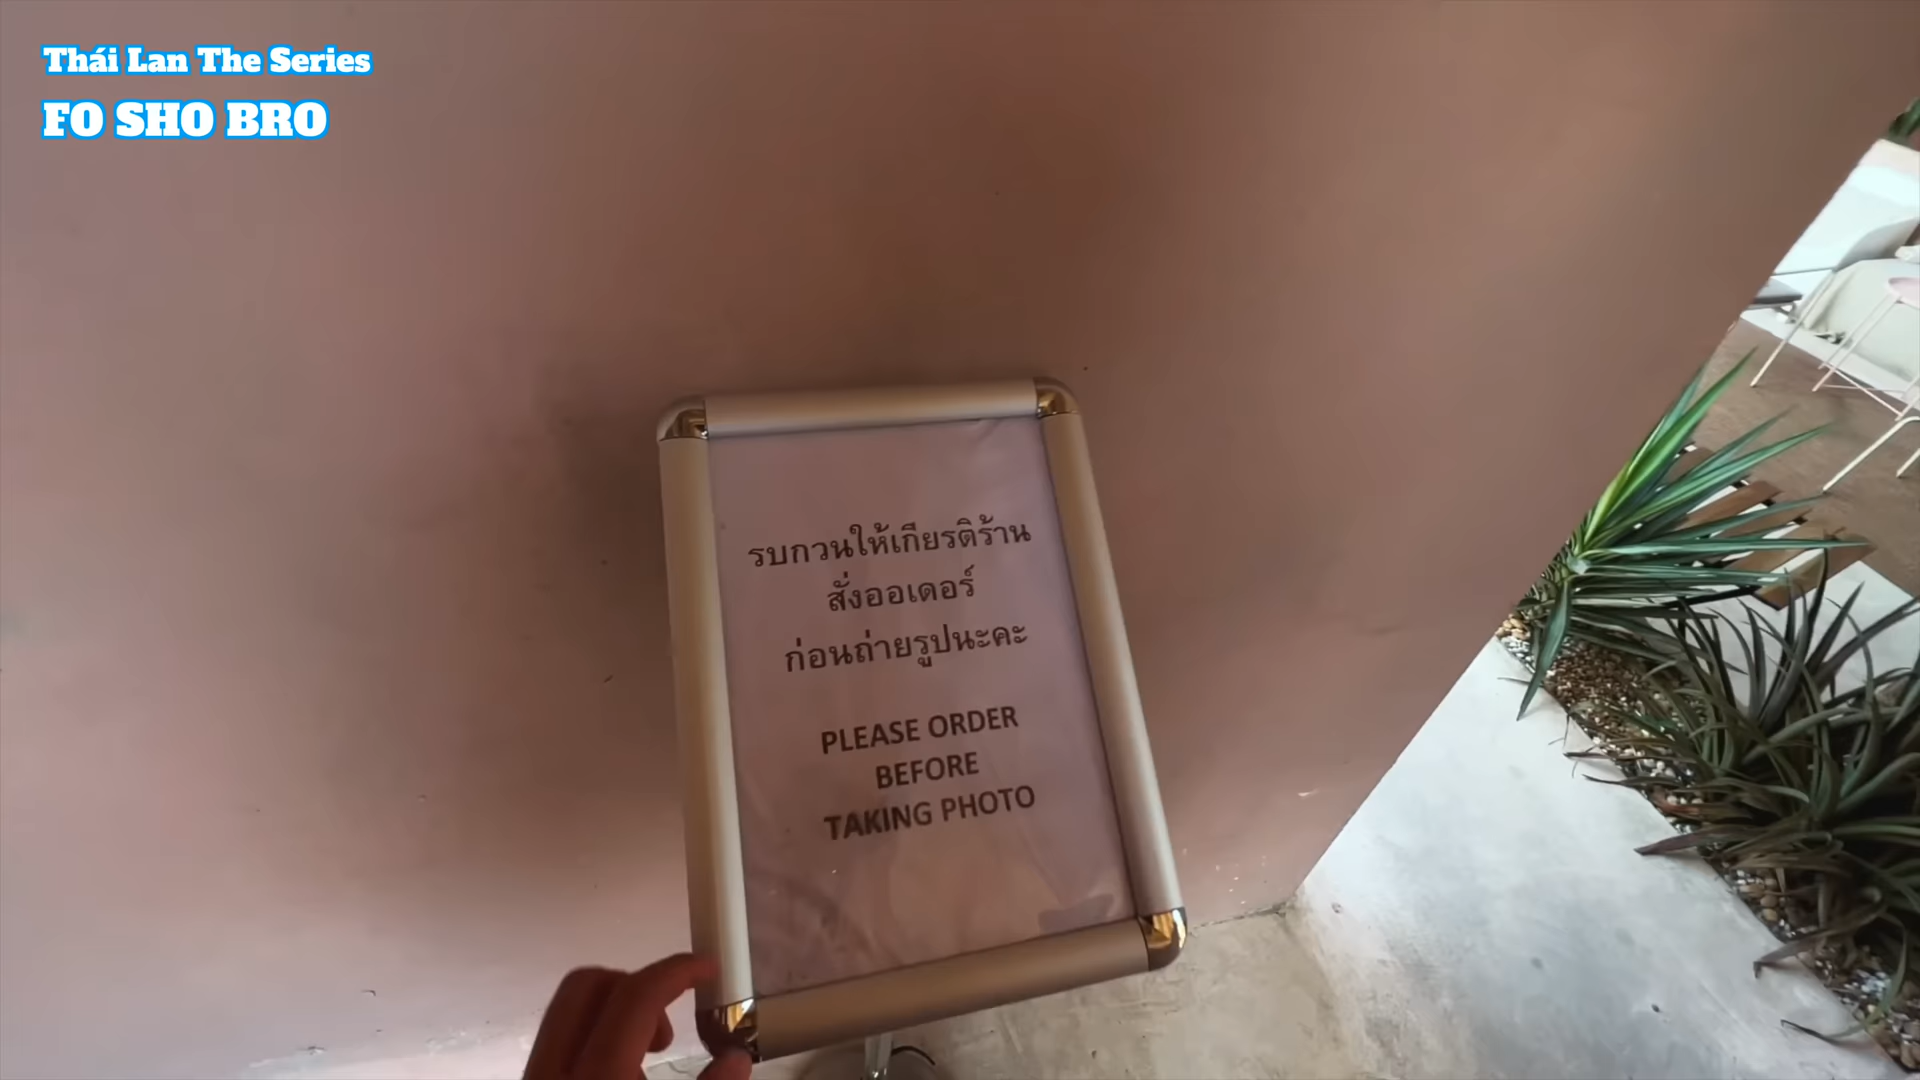 Thái Lan The Series
FO SHO BRO
รบกวนให้เกียรติร้าน
สั่งออเดอร์
ก่อนถ่ายรูปนะคะ
PLEASE ORDER
BEFORE
TAKING PHOTO